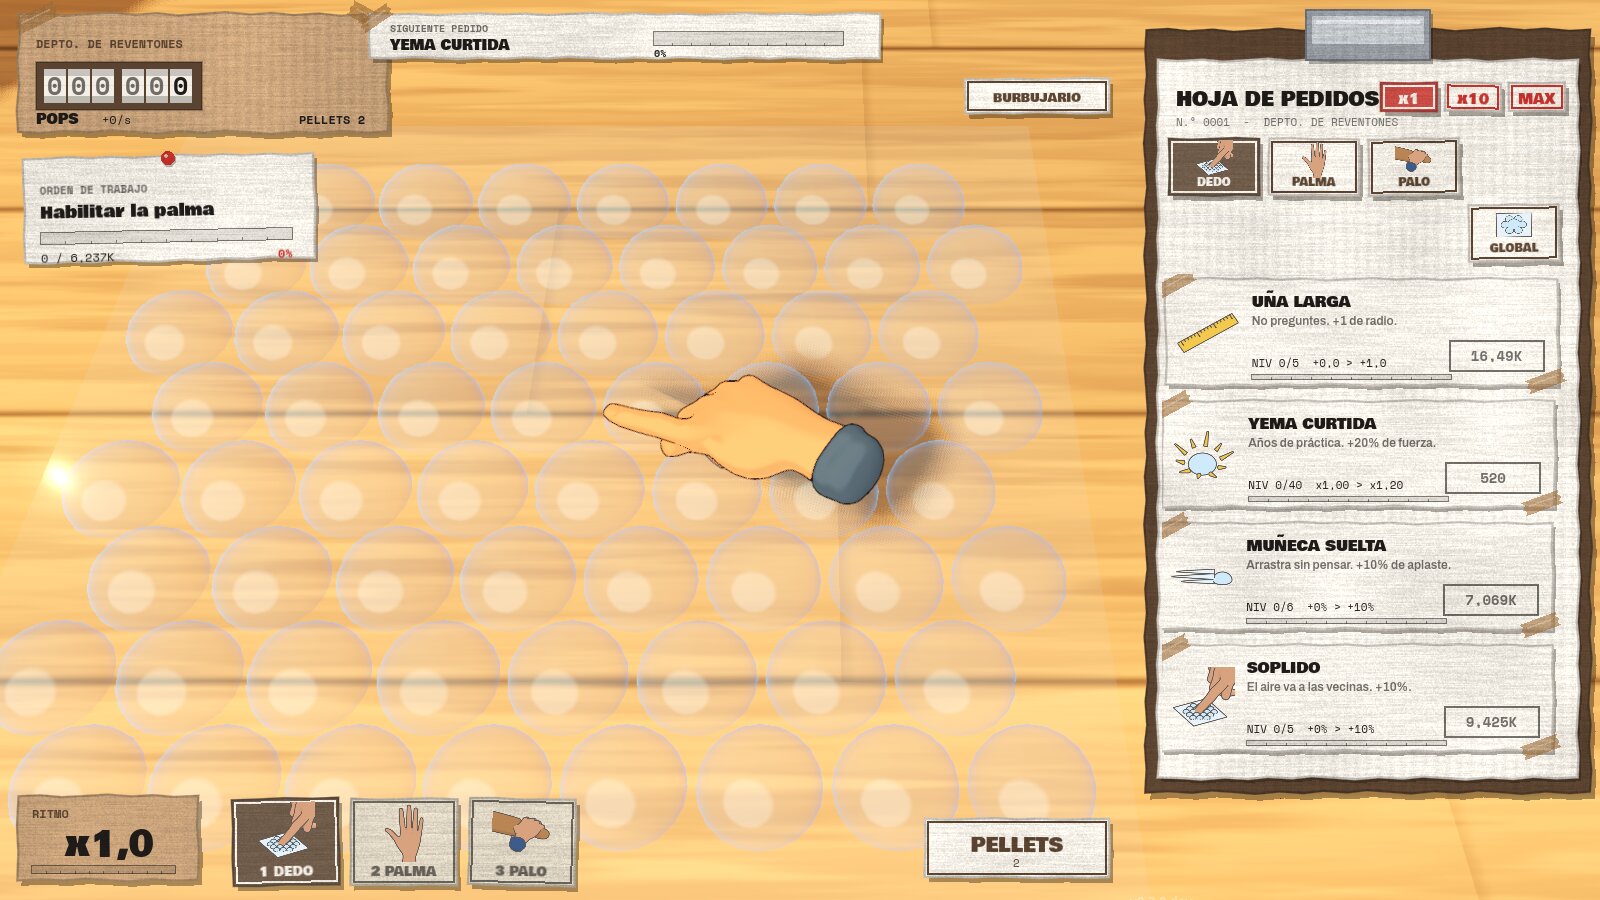 DEPTO. DE REVENTONES
000 000
POPS +0/s PELLETS 2
SIGUIENTE PEDIDO
YEMA CURTIDA
0%
BURBUJARIO
ORDEN DE TRABAJO
Habilitar la palma
0 / 6,237K 0%
HOJA DE PEDIDOS x1 x10 MAX
N.° 0001 - DEPTO. DE REVENTONES
DEDO PALMA PALO
GLOBAL
UÑA LARGA
No preguntes. +1 de radio.
NIV 0/5 +0,0 > +1,0 16,49K
YEMA CURTIDA
Años de práctica. +20% de fuerza.
NIV 0/40 x1,00 > x1,20 520
MUÑECA SUELTA
Arrastra sin pensar. +10% de aplaste.
NIV 0/6 +0% > +10% 7,069K
SOPLIDO
El aire va a las vecinas. +10%.
NIV 0/5 +0% > +10% 9,425K
RITMO
x1,0
1 DEDO 2 PALMA 3 PALO
PELLETS
2